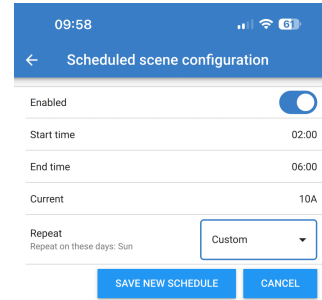 09:58
61
Scheduled scene configuration
Enabled
Start time 02:00
End time 06:00
Current 10A
Repeat
Repeat on these days: Sun
Custom
SAVE NEW SCHEDULE CANCEL